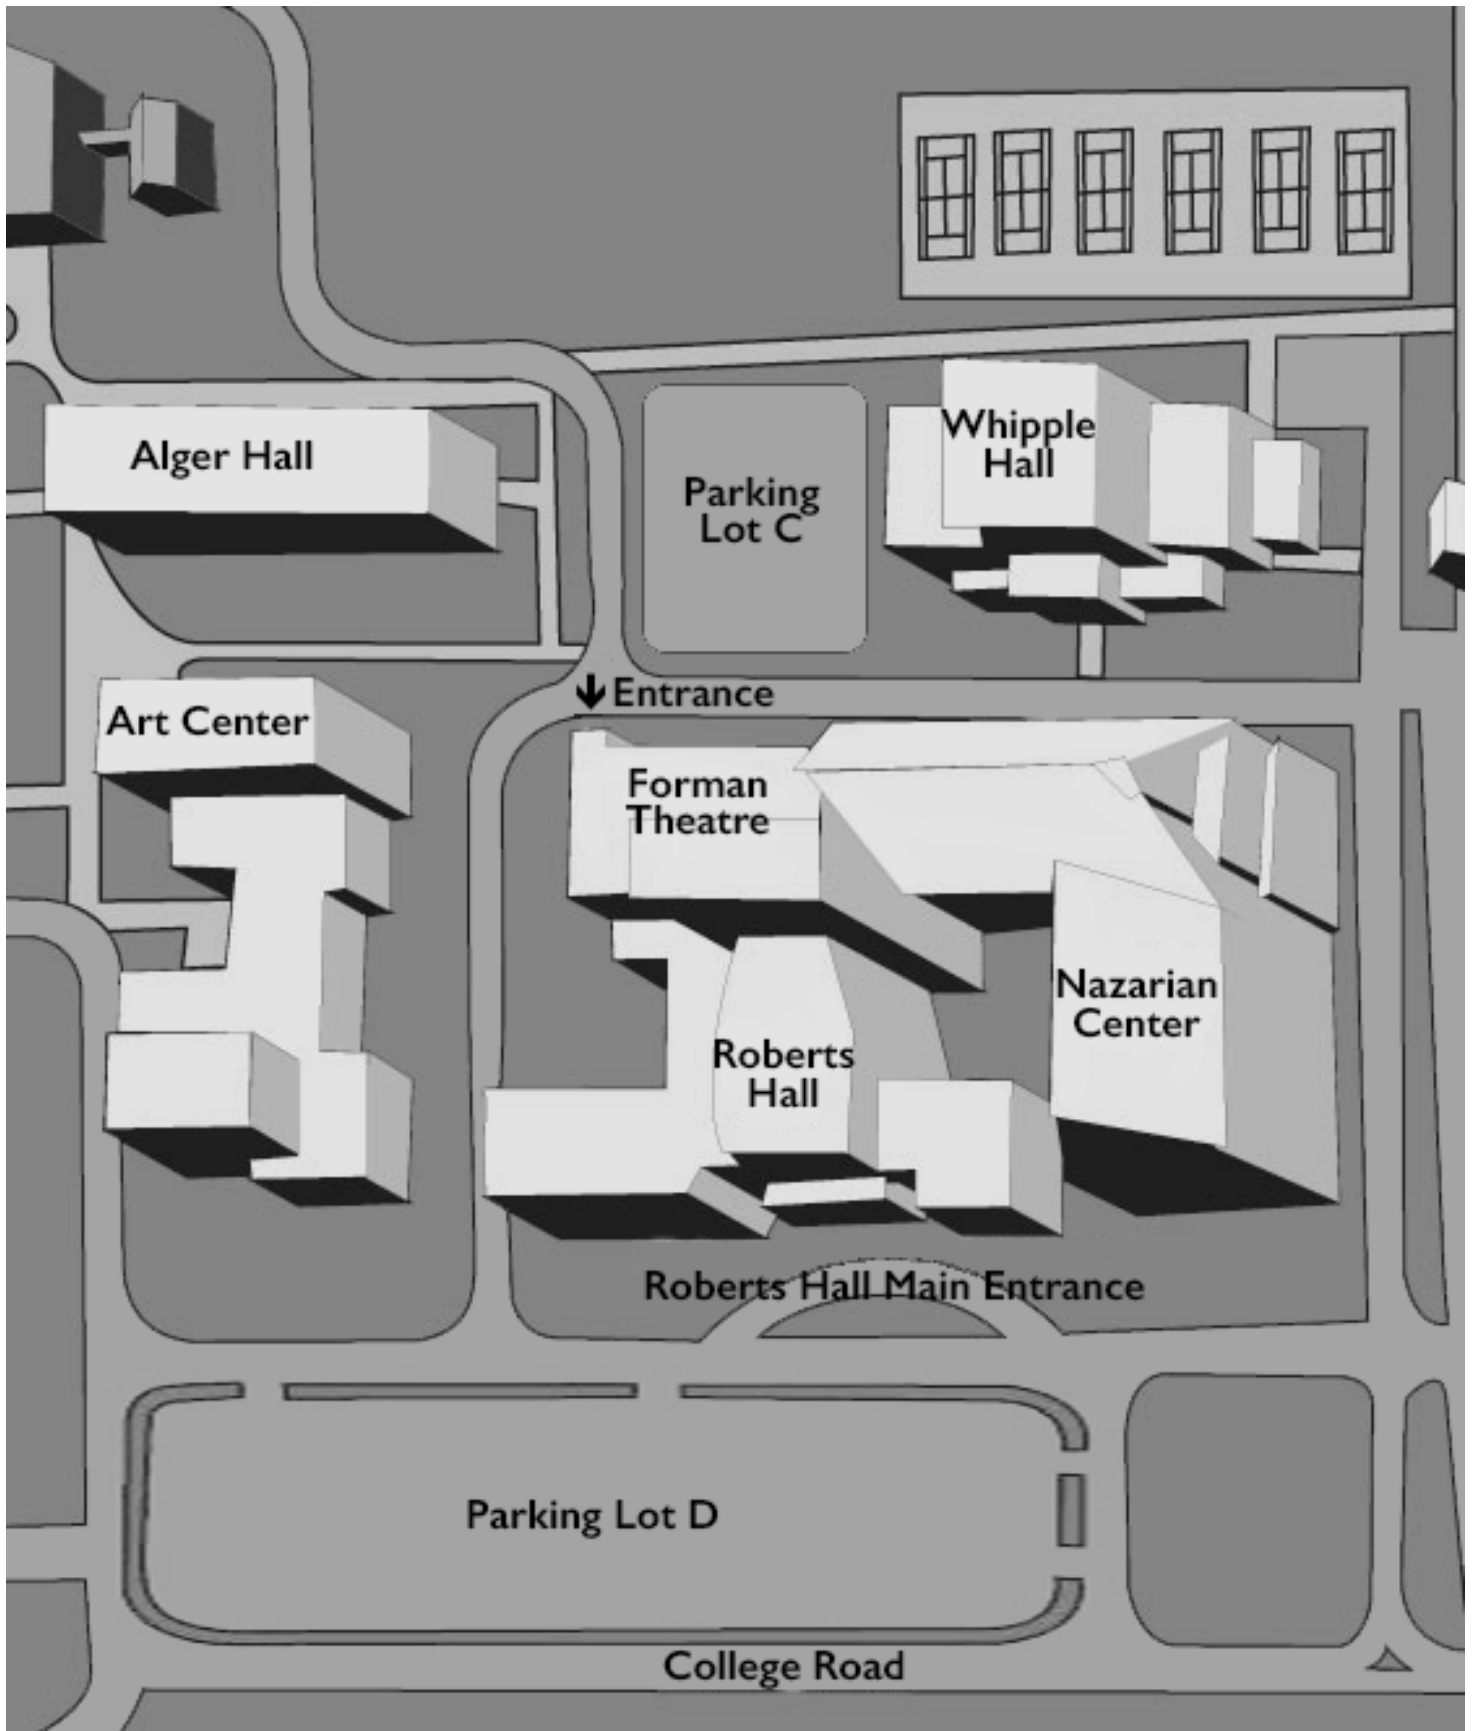 Alger Hall
Whipple
Hall
Parking
Lot C
Art Center
Entrance
Forman
Theatre
Nazarian
Center
Roberts
Hall
Roberts Hall Main Entrance
Parking Lot D
College Road